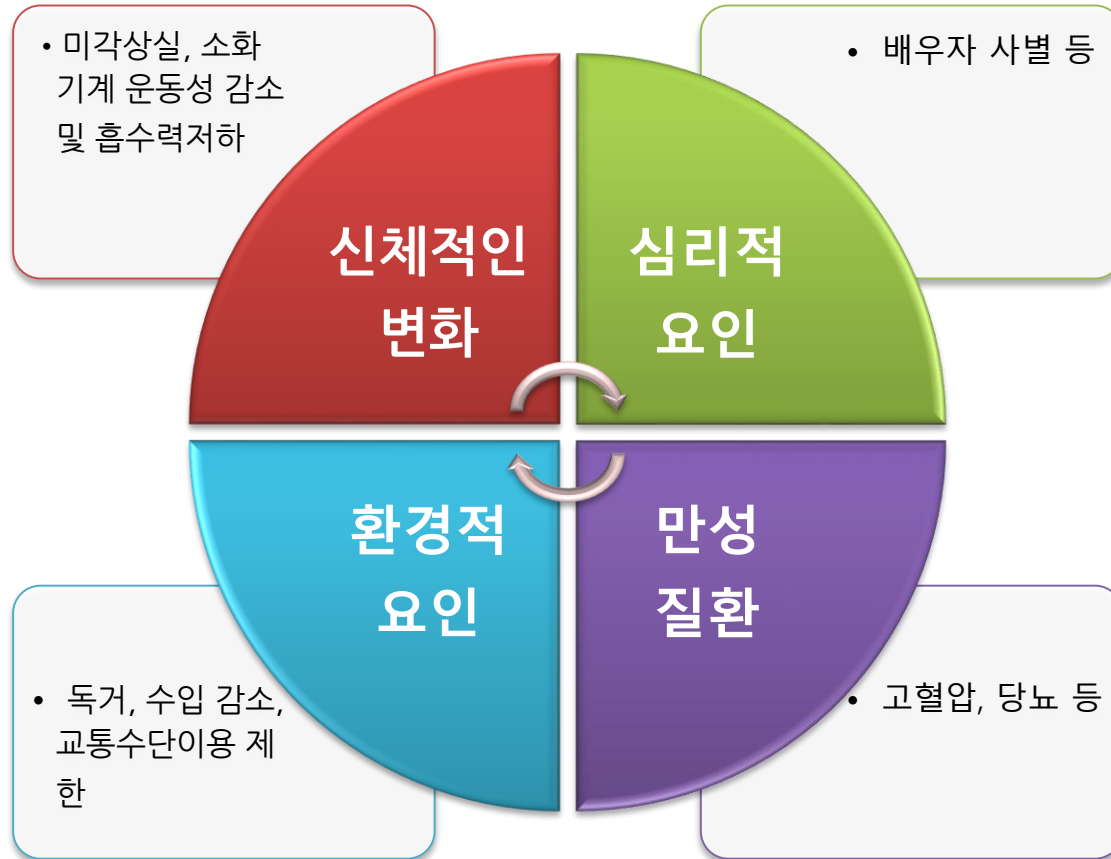 • 미각상실, 소화
기계 운동성 감소
및 흡수력저하
• 배우자 사별 등
신체적인
변화
심리적
요인
환경적
요인
만성
질환
• 독거, 수입 감소,
교통수단이용 제
한
• 고혈압, 당뇨 등